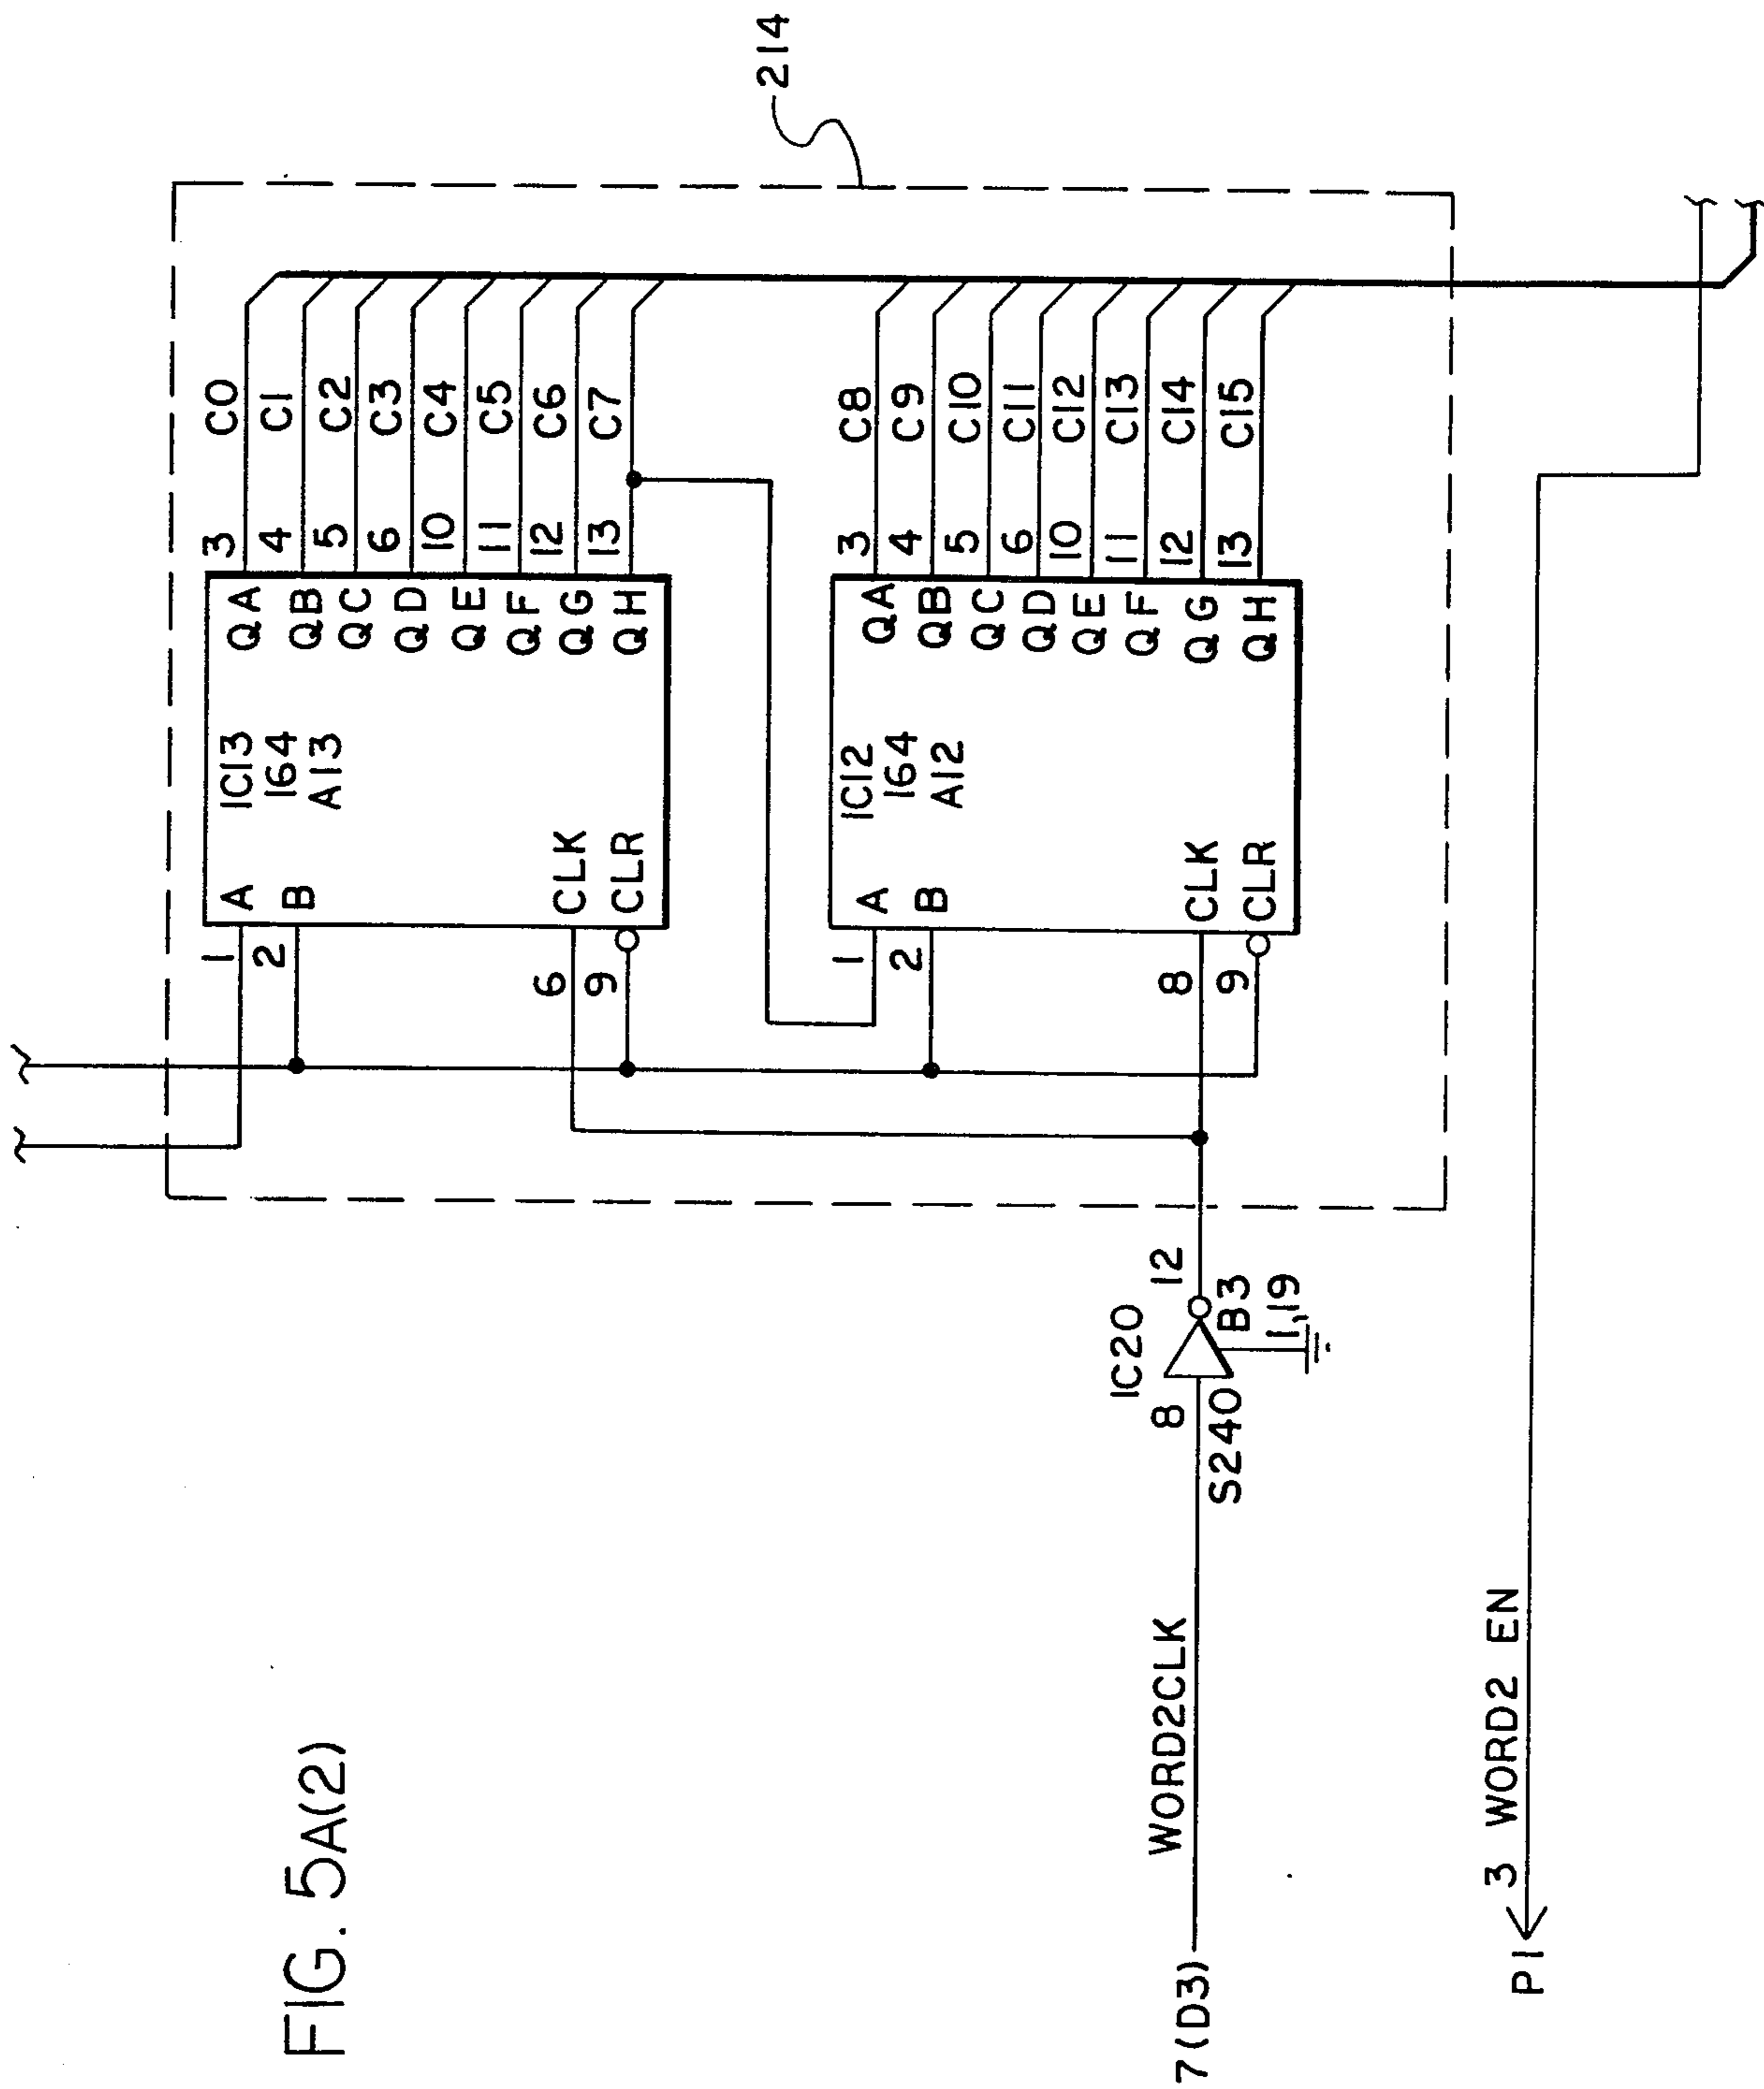 FIG. 5A(2)
214
IC13
164
A13
1 A
2 B
6 CLK
9 CLR
QA 3 C0
QB 4 C1
QC 5 C2
QD 6 C3
QE 10 C4
QF 11 C5
QG 12 C6
QH 13 C7
IC12
164
A12
1 A
2 B
8 CLK
9 CLR
QA 3 C8
QB 4 C9
QC 5 C10
QD 6 C11
QE 10 C12
QF 11 C13
QG 12 C14
QH 13 C15
7(D3) WORD2CLK
IC20
8 12
S240 B3
1,19
P1 3 WORD2 EN